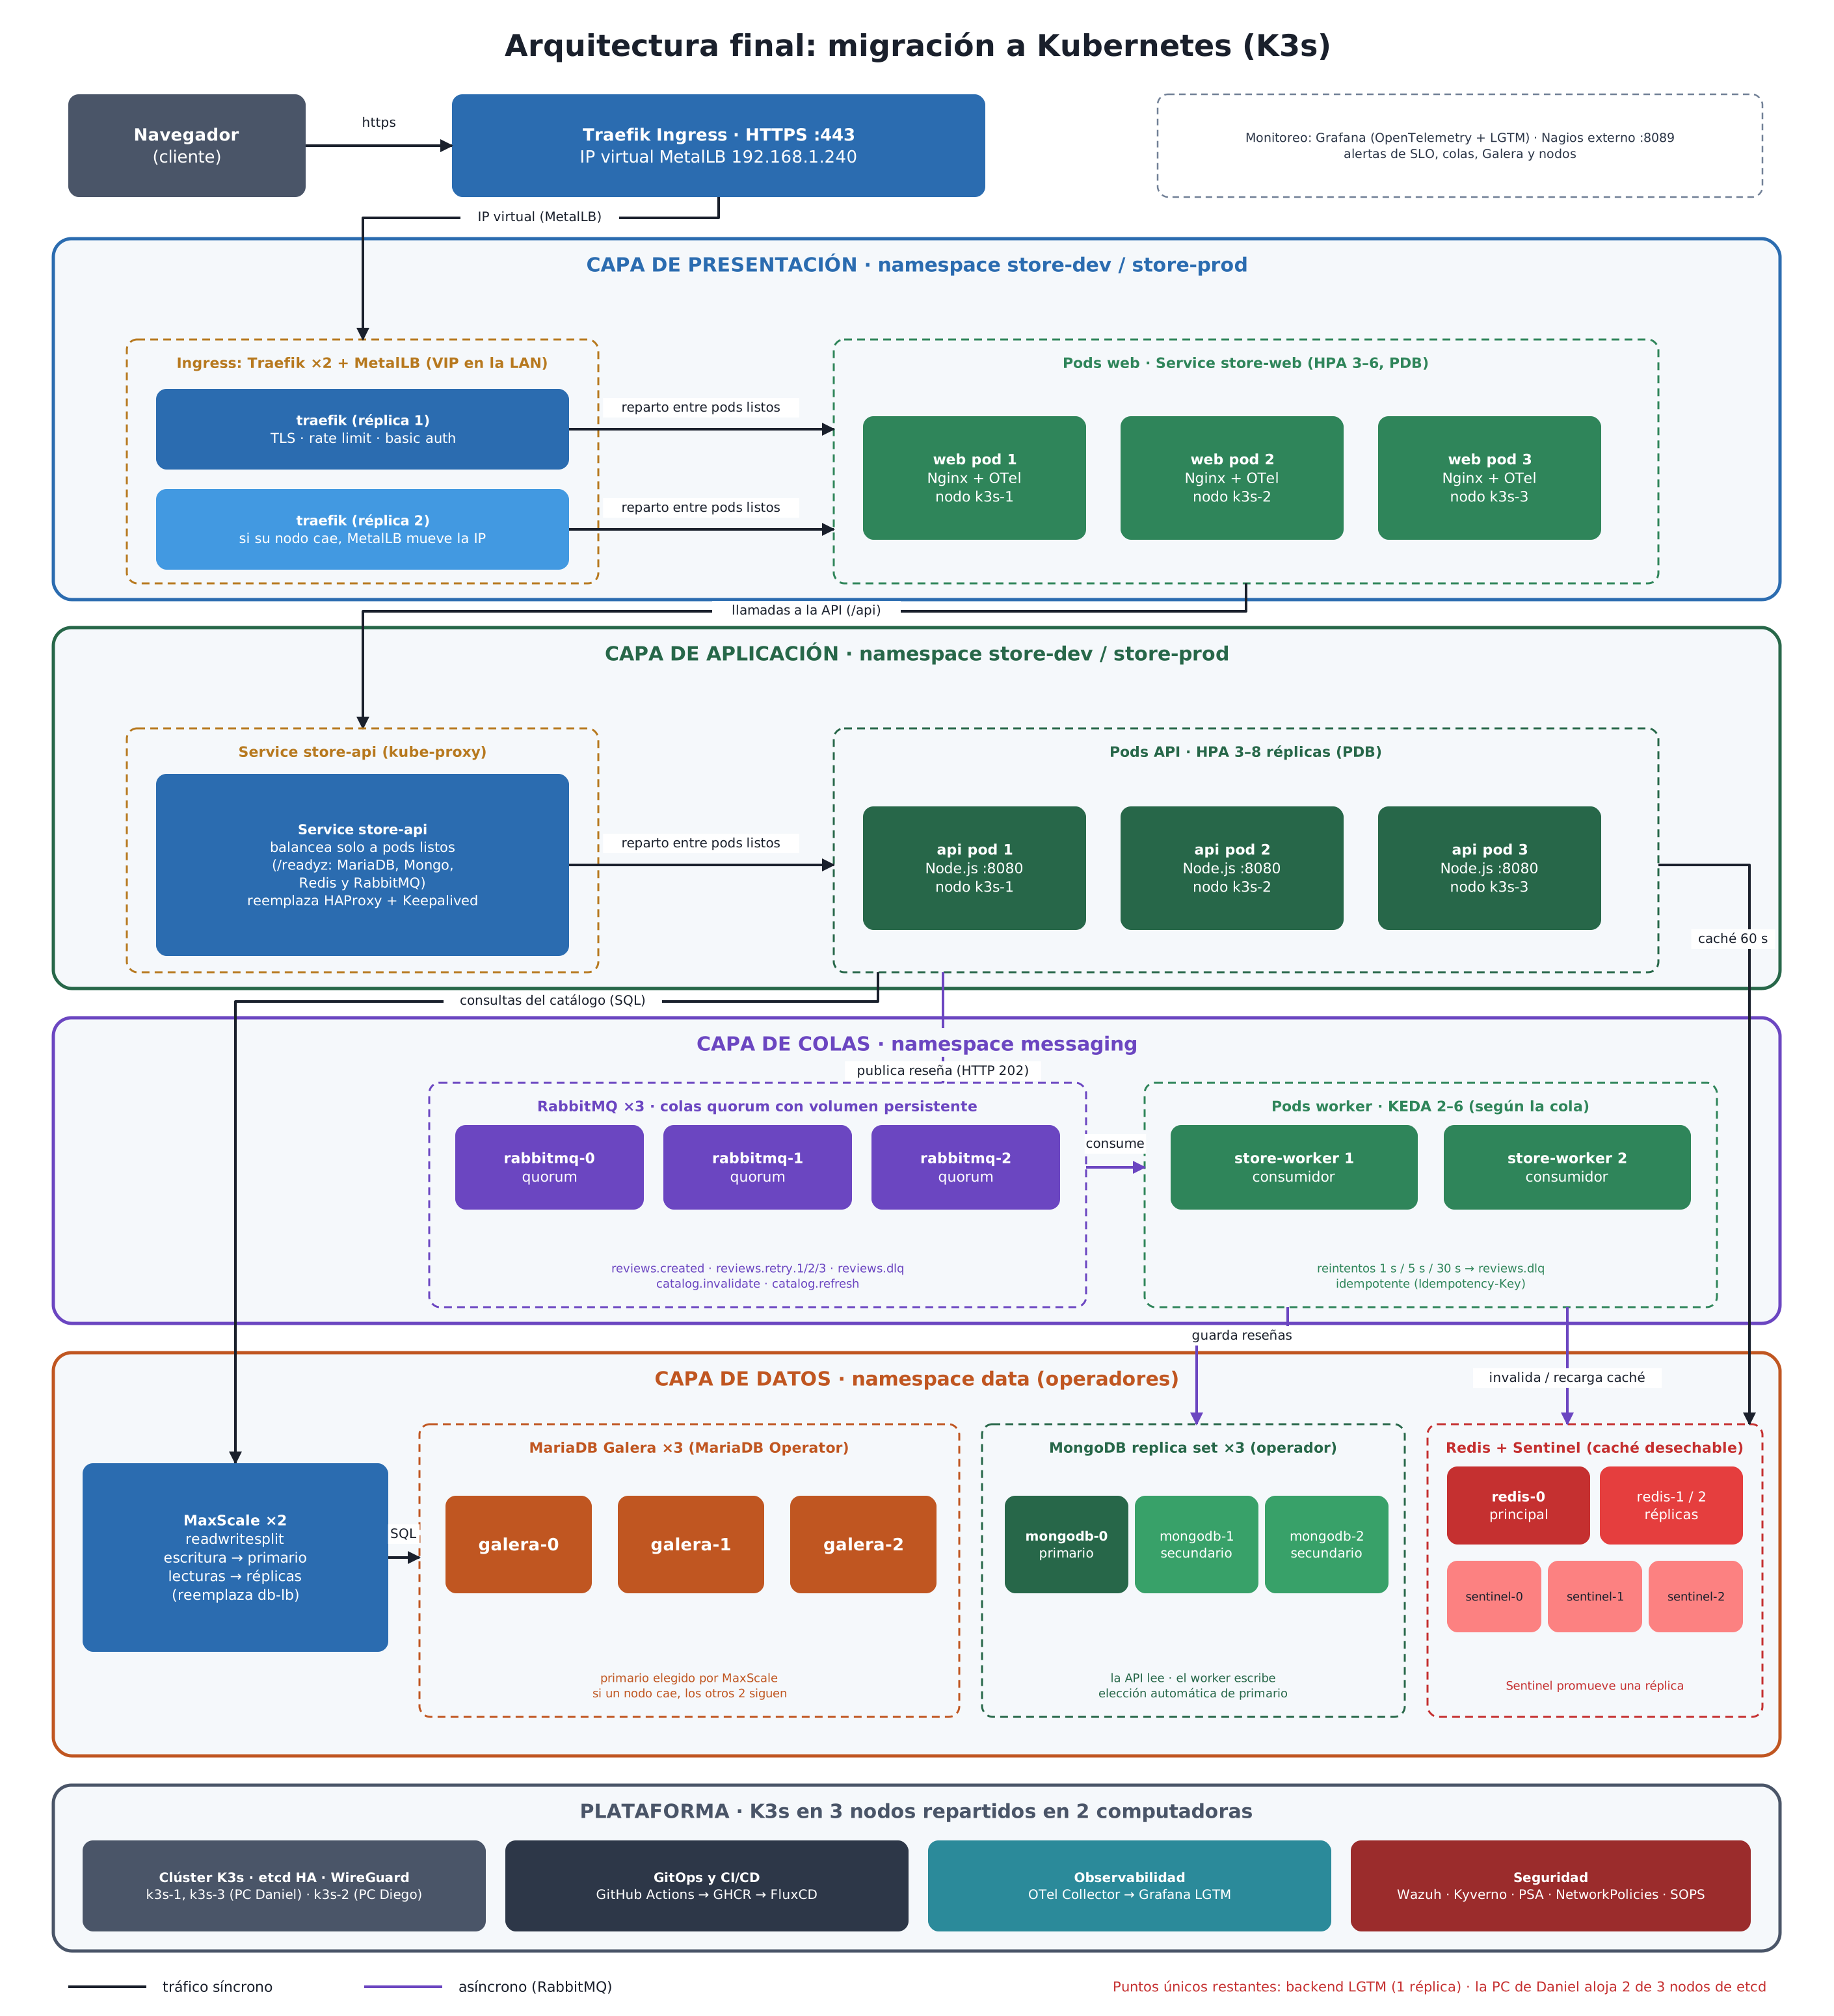 Arquitectura final: migración a Kubernetes (K3s)
Navegador
(cliente)
https
Traefik Ingress · HTTPS :443
IP virtual MetalLB 192.168.1.240
Monitoreo: Grafana (OpenTelemetry + LGTM) · Nagios externo :8089
alertas de SLO, colas, Galera y nodos
IP virtual (MetalLB)
CAPA DE PRESENTACIÓN · namespace store-dev / store-prod
Ingress: Traefik ×2 + MetalLB (VIP en la LAN)
traefik (réplica 1)
TLS · rate limit · basic auth
traefik (réplica 2)
si su nodo cae, MetalLB mueve la IP
reparto entre pods listos
reparto entre pods listos
Pods web · Service store-web (HPA 3–6, PDB)
web pod 1
Nginx + OTel
nodo k3s-1
web pod 2
Nginx + OTel
nodo k3s-2
web pod 3
Nginx + OTel
nodo k3s-3
llamadas a la API (/api)
CAPA DE APLICACIÓN · namespace store-dev / store-prod
Service store-api (kube-proxy)
Service store-api
balancea solo a pods listos
(/readyz: MariaDB, Mongo,
Redis y RabbitMQ)
reemplaza HAProxy + Keepalived
reparto entre pods listos
Pods API · HPA 3–8 réplicas (PDB)
api pod 1
Node.js :8080
nodo k3s-1
api pod 2
Node.js :8080
nodo k3s-2
api pod 3
Node.js :8080
nodo k3s-3
caché 60 s
consultas del catálogo (SQL)
CAPA DE COLAS · namespace messaging
publica reseña (HTTP 202)
RabbitMQ ×3 · colas quorum con volumen persistente
rabbitmq-0
quorum
rabbitmq-1
quorum
rabbitmq-2
quorum
reviews.created · reviews.retry.1/2/3 · reviews.dlq
catalog.invalidate · catalog.refresh
consume
Pods worker · KEDA 2–6 (según la cola)
store-worker 1
consumidor
store-worker 2
consumidor
reintentos 1 s / 5 s / 30 s → reviews.dlq
idempotente (Idempotency-Key)
guarda reseñas
invalida / recarga caché
CAPA DE DATOS · namespace data (operadores)
MaxScale ×2
readwritesplit
escritura → primario
lecturas → réplicas
(reemplaza db-lb)
SQL
MariaDB Galera ×3 (MariaDB Operator)
galera-0
galera-1
galera-2
primario elegido por MaxScale
si un nodo cae, los otros 2 siguen
MongoDB replica set ×3 (operador)
mongodb-0
primario
mongodb-1
secundario
mongodb-2
secundario
la API lee · el worker escribe
elección automática de primario
Redis + Sentinel (caché desechable)
redis-0
principal
redis-1 / 2
réplicas
sentinel-0
sentinel-1
sentinel-2
Sentinel promueve una réplica
PLATAFORMA · K3s en 3 nodos repartidos en 2 computadoras
Clúster K3s · etcd HA · WireGuard
k3s-1, k3s-3 (PC Daniel) · k3s-2 (PC Diego)
GitOps y CI/CD
GitHub Actions → GHCR → FluxCD
Observabilidad
OTel Collector → Grafana LGTM
Seguridad
Wazuh · Kyverno · PSA · NetworkPolicies · SOPS
tráfico síncrono
asíncrono (RabbitMQ)
Puntos únicos restantes: backend LGTM (1 réplica) · la PC de Daniel aloja 2 de 3 nodos de etcd